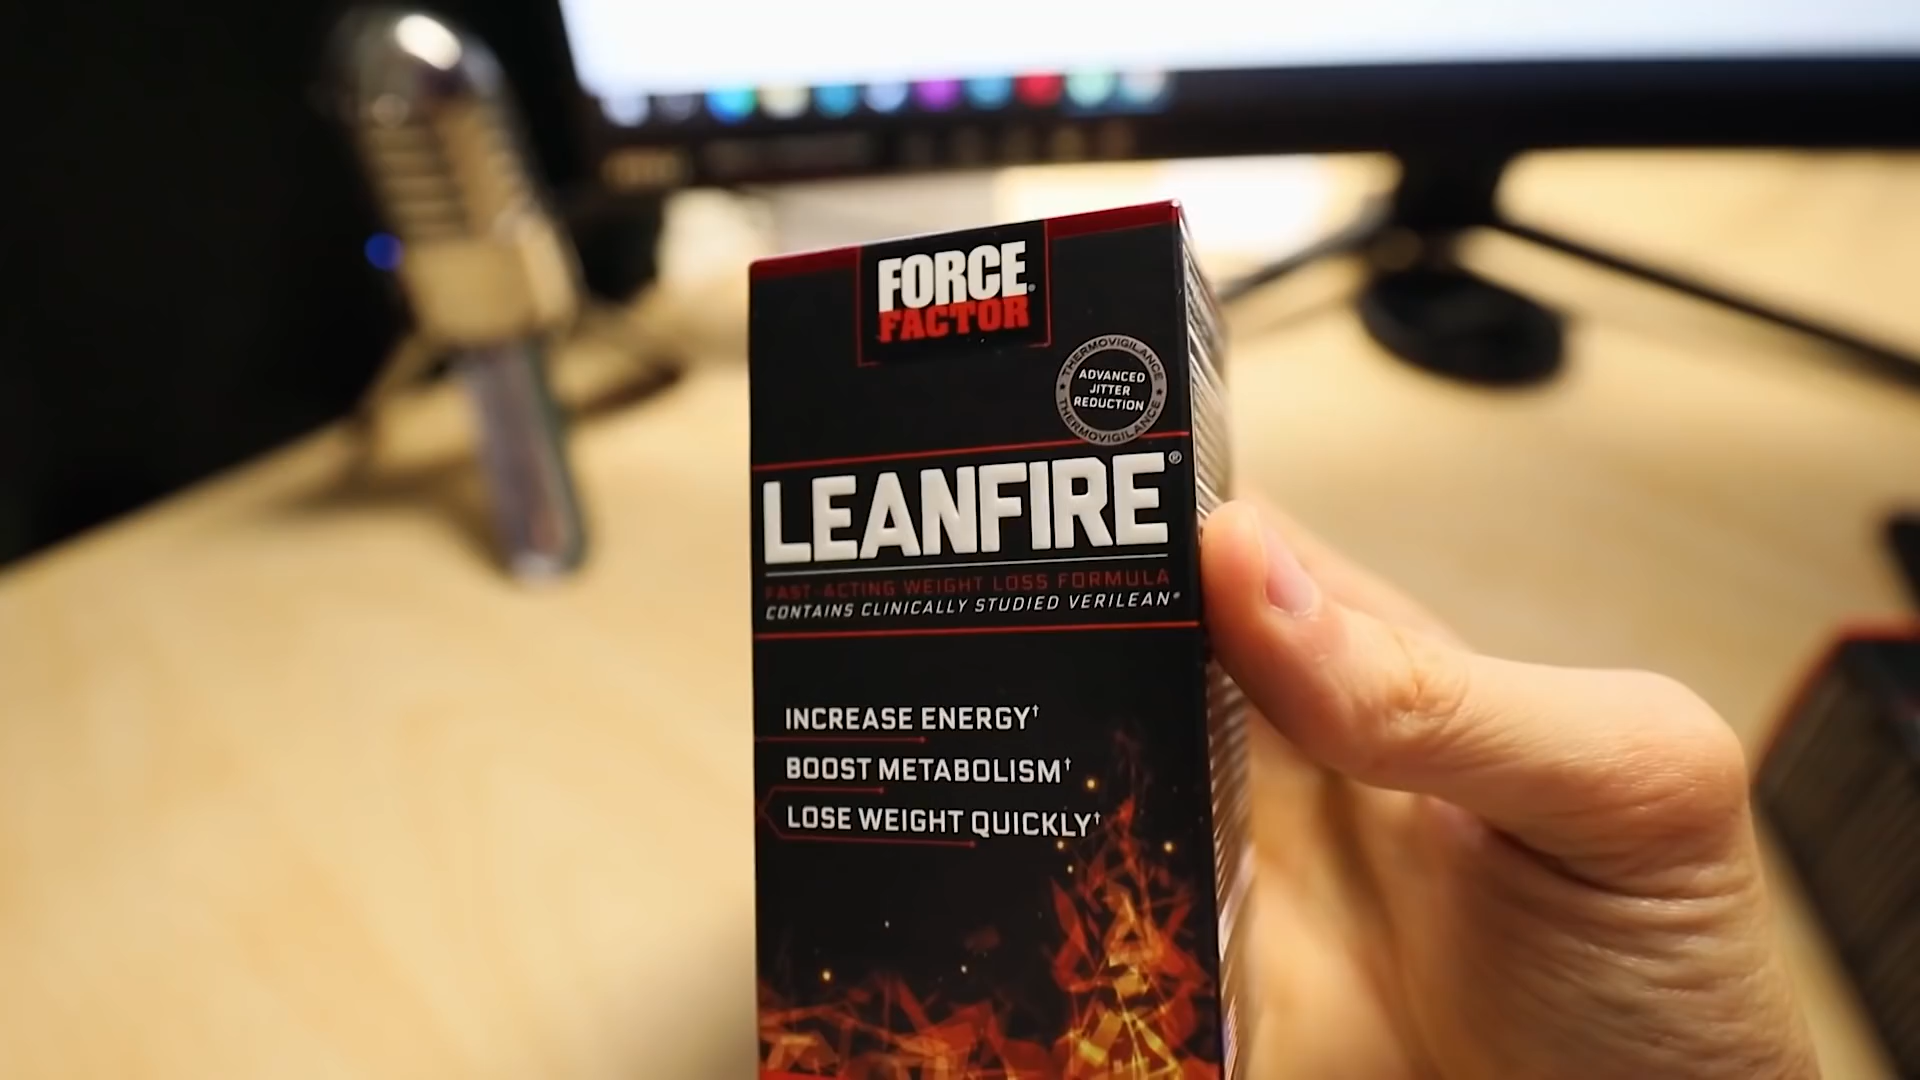 FORCE
FACTOR
THERMOVIGILANCE
ADVANCED
JITTER
REDUCTION
THERMOVIGILANCE
LEANFIRE®
FAST-ACTING WEIGHT LOSS FORMULA
CONTAINS CLINICALLY STUDIED VERILEAN®
INCREASE ENERGY†
BOOST METABOLISM†
LOSE WEIGHT QUICKLY†